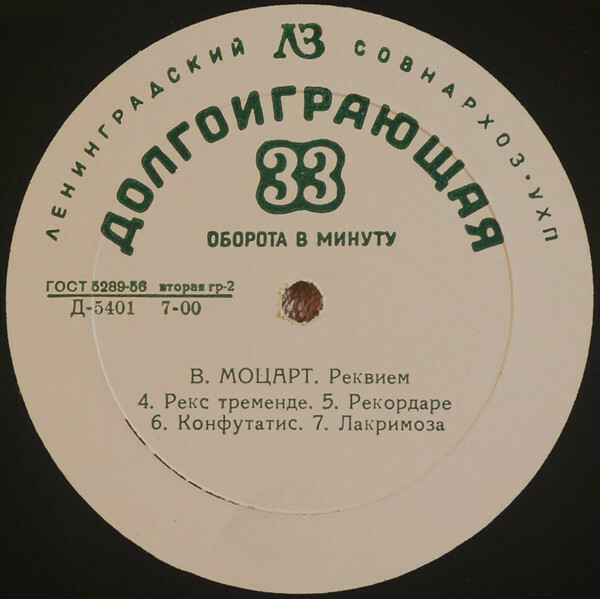 ЛЕНИНГРАДСКИЙ ЛЗ СОВНАРХОЗ · УХП
ДОЛГОИГРАЮЩАЯ
33
ОБОРОТА В МИНУТУ
ГОСТ 5289-56 вторая гр-2
Д-5401 7-00
В. МОЦАРТ. Реквием
4. Рекс тременде. 5. Рекордаре
6. Конфутатис. 7. Лакримоза